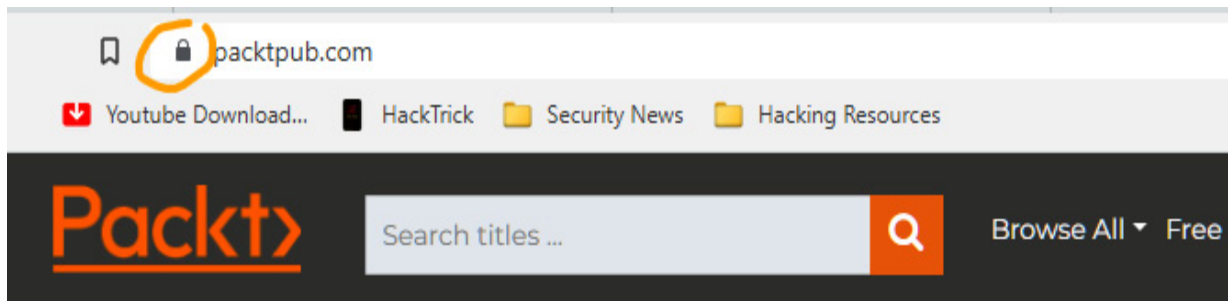 packtpub.com
Youtube Download... HackTrick Security News Hacking Resources
Packt
Search titles ... Browse All Free